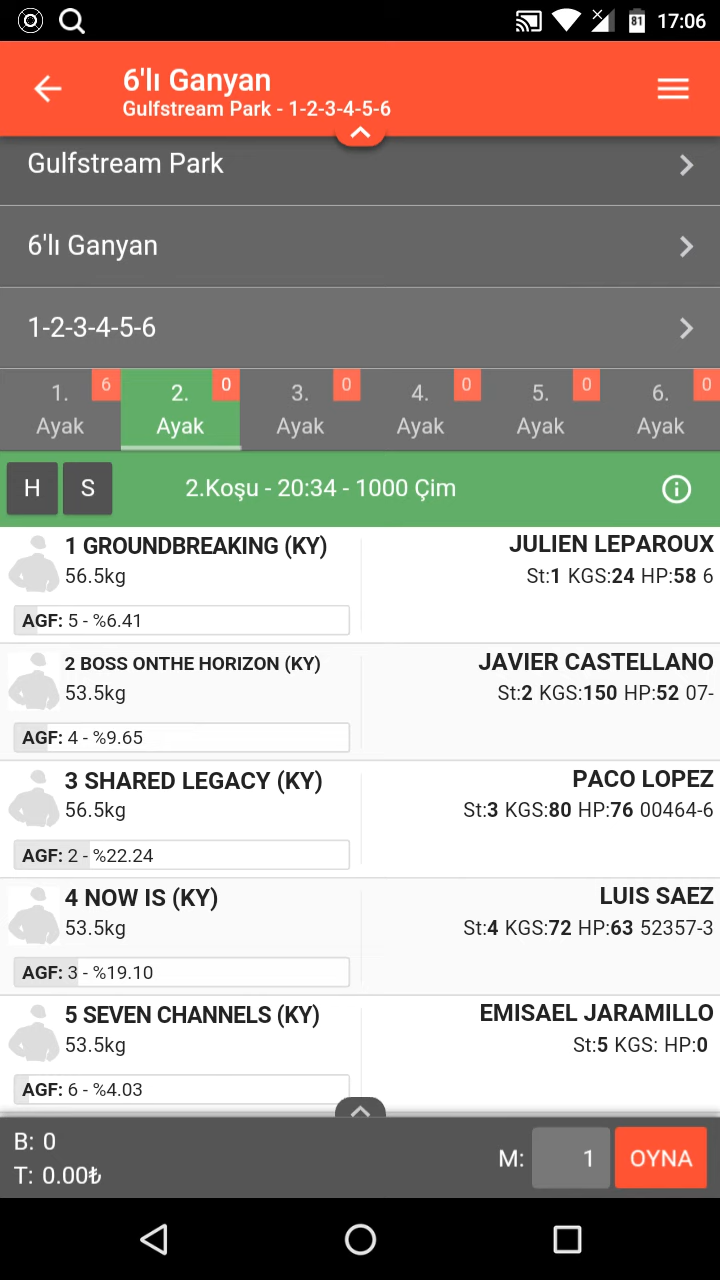 81 17:06
6'lı Ganyan
Gulfstream Park - 1-2-3-4-5-6
Gulfstream Park
6'lı Ganyan
1-2-3-4-5-6
1. Ayak 6
2. Ayak 0
3. Ayak 0
4. Ayak 0
5. Ayak 0
6. Ayak 0
H S 2.Koşu - 20:34 - 1000 Çim
1 GROUNDBREAKING (KY) JULIEN LEPAROUX
56.5kg St:1 KGS:24 HP:58 6
AGF: 5 - %6.41
2 BOSS ONTHE HORIZON (KY) JAVIER CASTELLANO
53.5kg St:2 KGS:150 HP:52 07-
AGF: 4 - %9.65
3 SHARED LEGACY (KY) PACO LOPEZ
56.5kg St:3 KGS:80 HP:76 00464-6
AGF: 2 - %22.24
4 NOW IS (KY) LUIS SAEZ
53.5kg St:4 KGS:72 HP:63 52357-3
AGF: 3 - %19.10
5 SEVEN CHANNELS (KY) EMISAEL JARAMILLO
53.5kg St:5 KGS: HP:0
AGF: 6 - %4.03
B: 0
T: 0.00₺
M: 1 OYNA